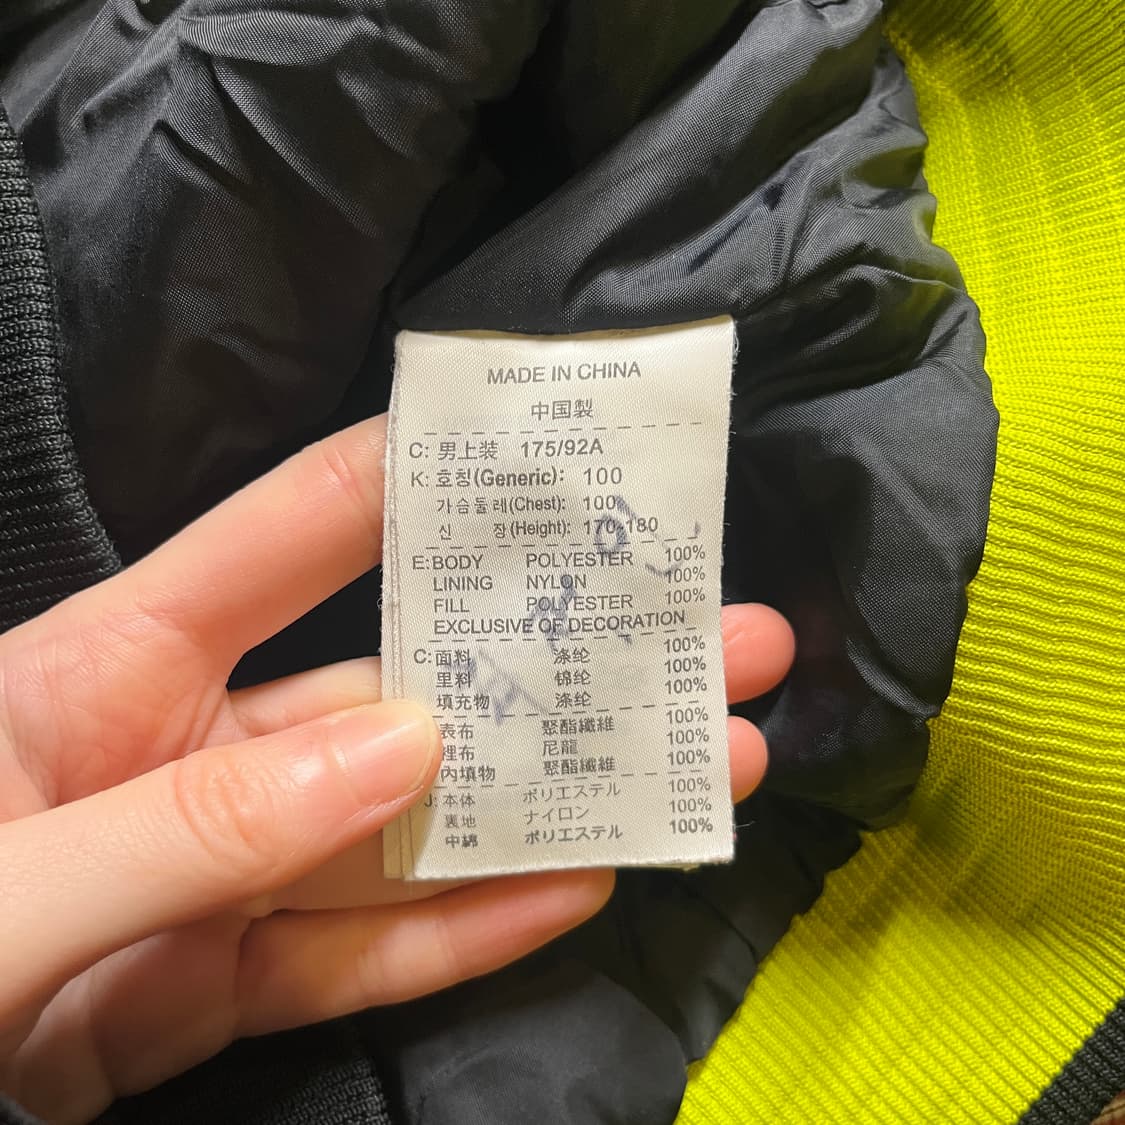 MADE IN CHINA
中国製
C: 男上装 175/92A
K: 호칭(Generic): 100
가슴둘레(Chest): 100
신 장(Height): 170-180
E: BODY POLYESTER 100%
LINING NYLON 100%
FILL POLYESTER 100%
EXCLUSIVE OF DECORATION
C: 面料 涤纶 100%
里料 锦纶 100%
填充物 涤纶 100%
表布 聚酯纖維 100%
裡布 尼龍 100%
內填物 聚酯纖維 100%
J: 本体 ポリエステル 100%
裏地 ナイロン 100%
中綿 ポリエステル 100%